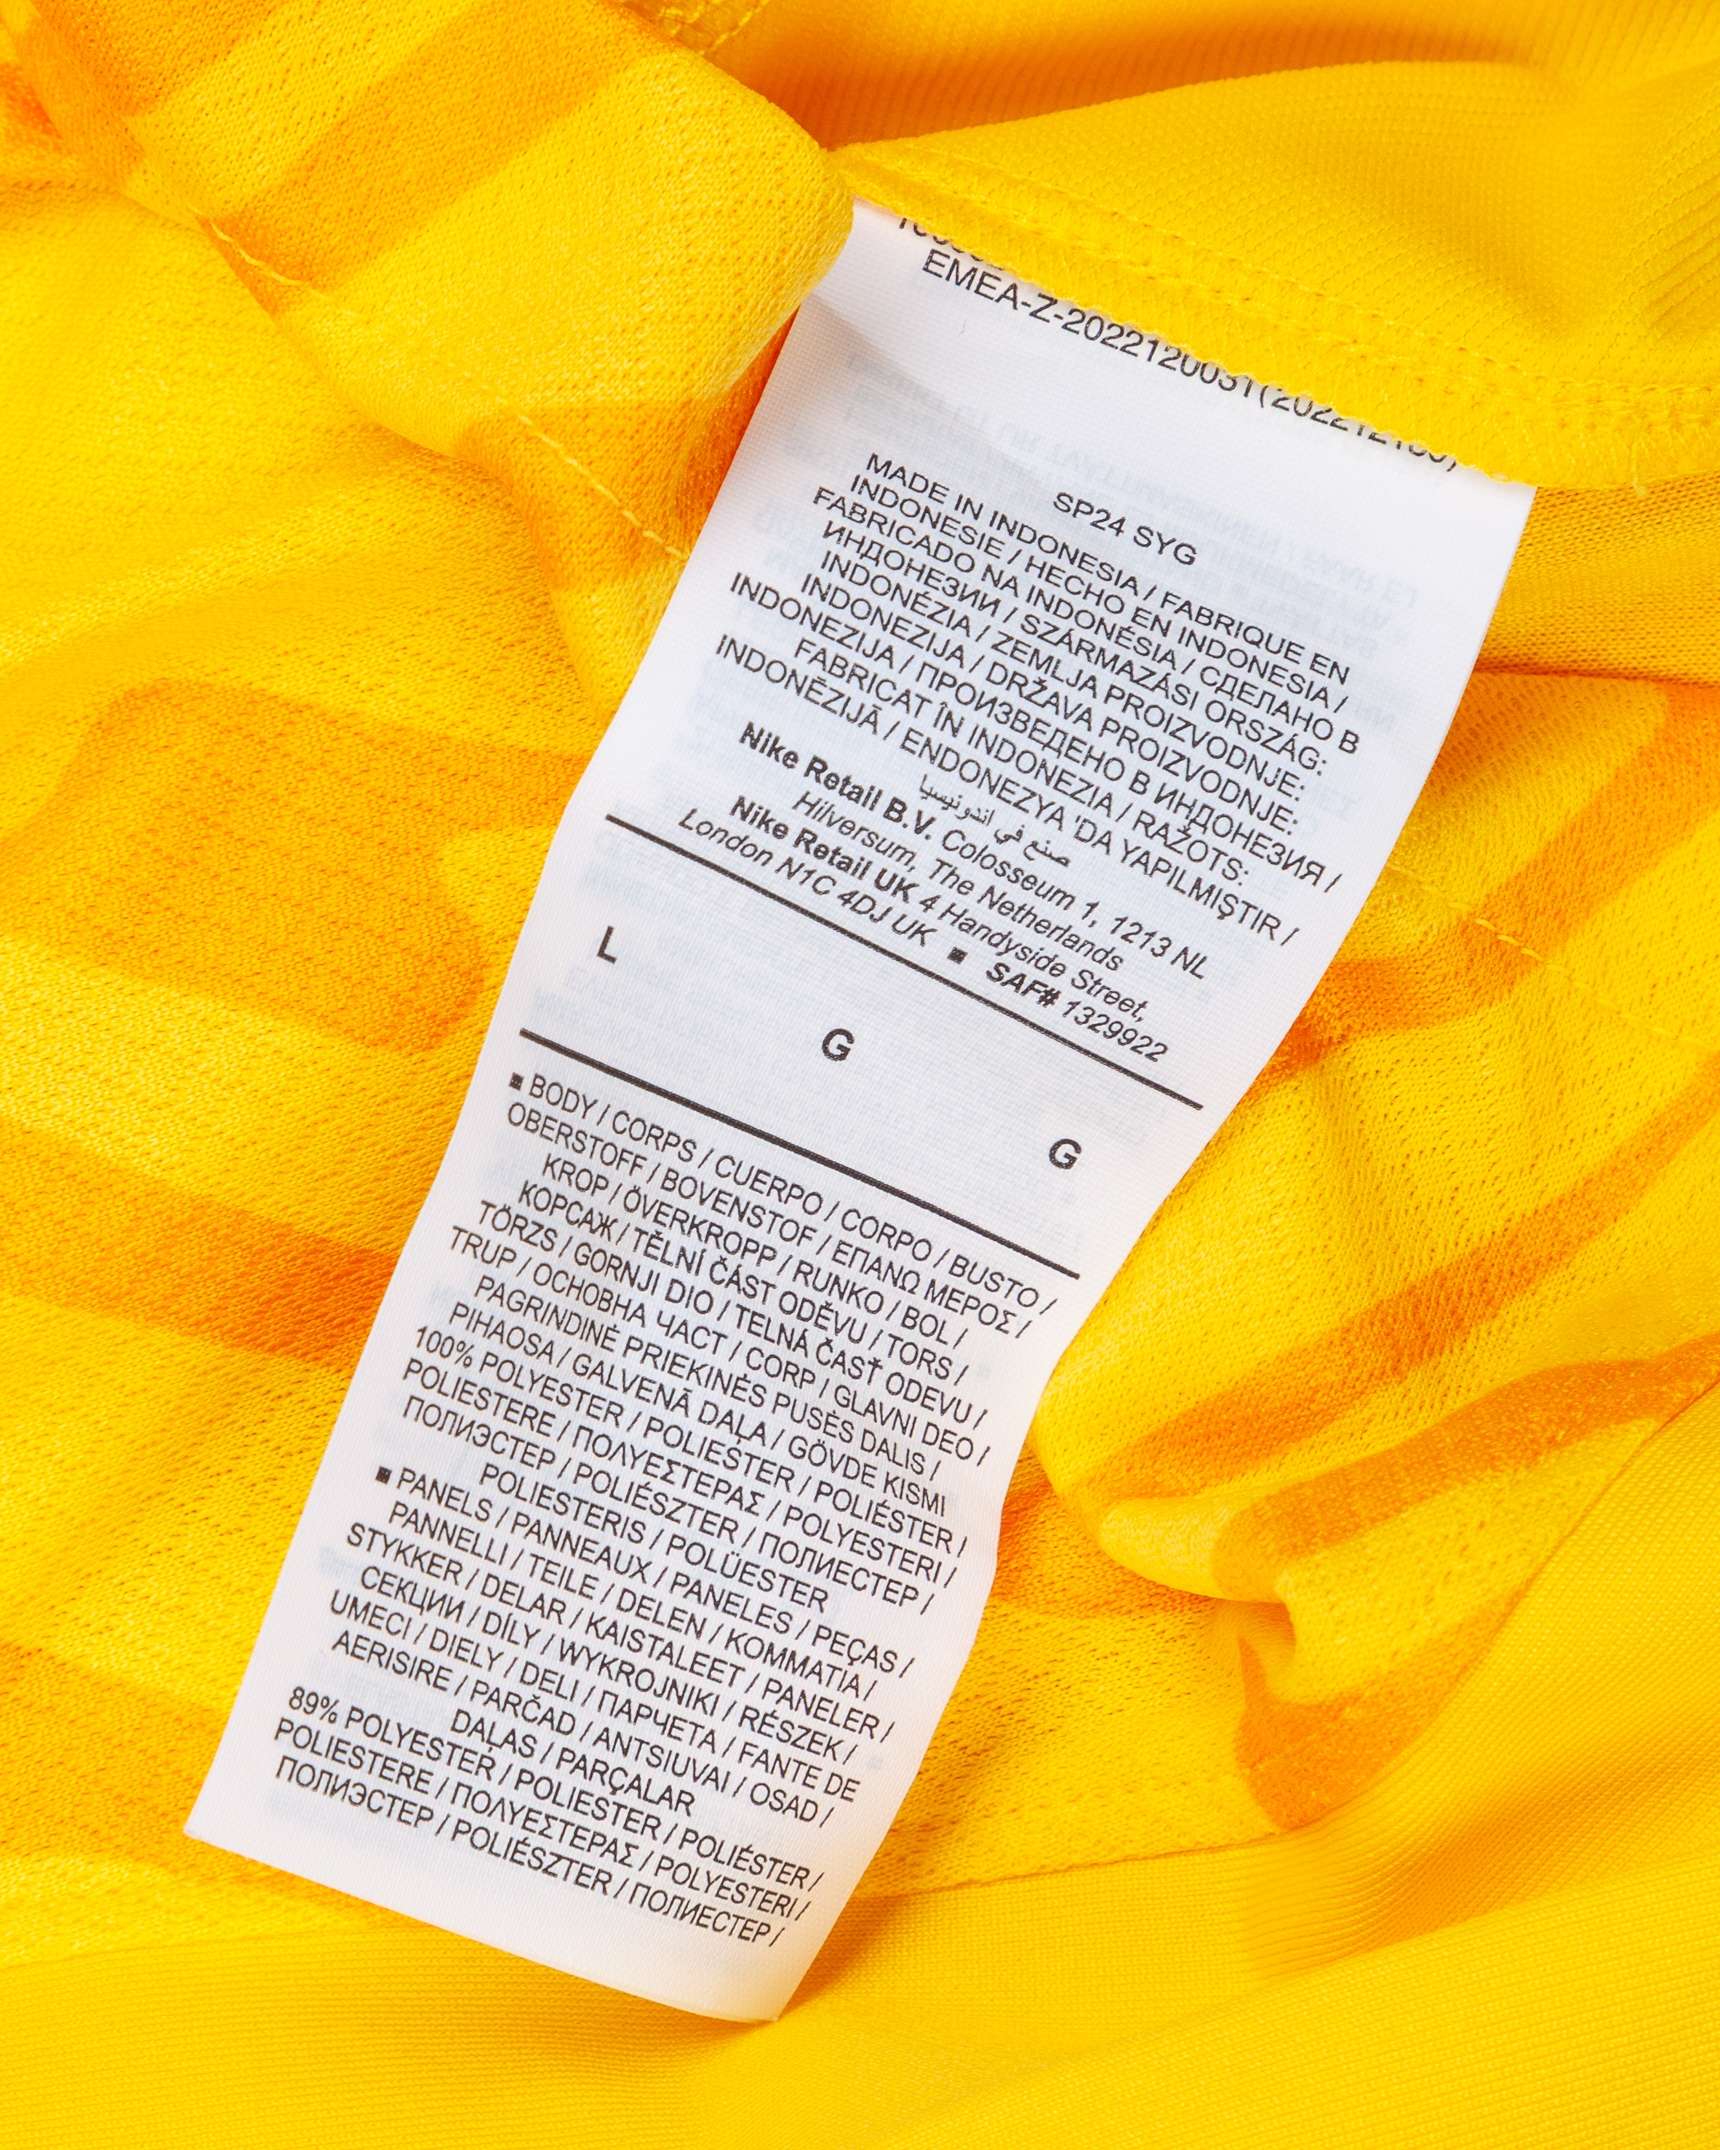 EMEA-Z-2022120031(20221213
SP24 SYG
MADE IN INDONESIA / FABRIQUE EN
INDONESIE / HECHO EN INDONESIA /
FABRICADO NA INDONÉSIA / СДЕЛАНО В
ИНДОНЕЗИИ / SZÁRMAZÁSI ORSZÁG:
INDONÉZIA / ZEMLJA PROIZVODNJE:
INDONEZIJA / DRŽAVA PROIZVODNJE:
INDONEZIJA / ПРОИЗВЕДЕНО В ИНДОНЕЗИЯ /
FABRICAT ÎN INDONEZIA / RAŽOTS:
INDONĒZIJĀ / ENDONEZYA 'DA YAPILMIŞTIR /
صنع في اندونيسيا
Nike Retail B.V. Colosseum 1, 1213 NL
Hilversum, The Netherlands
Nike Retail UK 4 Handyside Street,
London N1C 4DJ UK ▪ SAF# 1329922
L G G
▪ BODY / CORPS / CUERPO / CORPO / BUSTO /
OBERSTOFF / BOVENSTOF / ΕΠΑΝΩ ΜΕΡΟΣ /
KROP / ÖVERKROPP / RUNKO / BOL /
КОРСАЖ / TĚLNÍ ČÁST ODĚVU / TORS /
TÖRZS / GORNJI DIO / TELNÁ ČASŤ ODEVU /
TRUP / ОСНОВНА ЧАСТ / CORP / GLAVNI DEO /
PAGRINDINĖ PRIEKINĖS PUSĖS DALIS /
PIHAOSA / GALVENĀ DAĻA / GÖVDE KISMI
100% POLYESTER / POLIESTER / POLIÉSTER /
POLIESTERE / ΠΟΛΥΕΣΤΕΡΑΣ / POLYESTERI /
ПОЛИЭСТЕР / POLIÉSZTER / ПОЛИЕСТЕР /
POLIESTERIS / POLÜESTER
▪ PANELS / PANNEAUX / PANELES / PEÇAS /
PANNELLI / TEILE / DELEN / ΚΟΜΜΑΤΙΑ /
STYKKER / DELAR / KAISTALEET / PANELER /
СЕКЦИИ / DÍLY / WYKROJNIKI / RÉSZEK /
UMECI / DIELY / DELI / ПАРЧЕТА / FANTE DE
AERISIRE / PARČAD / ANTSIUVAI / OSAD /
DAĻAS / PARÇALAR
89% POLYESTER / POLIESTER / POLIÉSTER /
POLIESTERE / ΠΟΛΥΕΣΤΕΡΑΣ / POLYESTERI /
ПОЛИЭСТЕР / POLIÉSZTER / ПОЛИЕСТЕР /